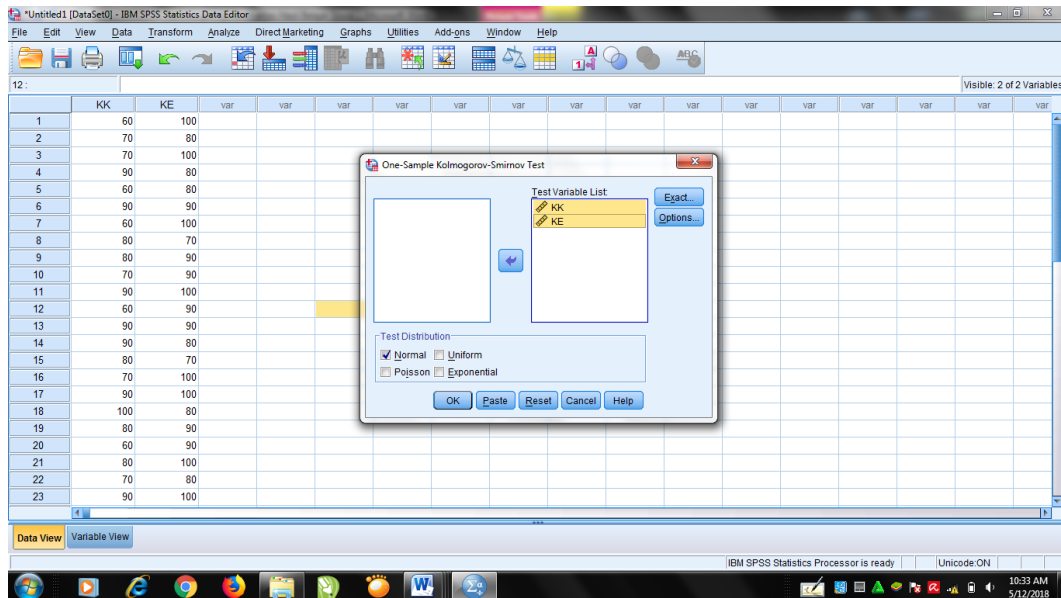 *Untitled1 [DataSet0] - IBM SPSS Statistics Data Editor
File Edit View Data Transform Analyze Direct Marketing Graphs Utilities Add-ons Window Help
12 :
Visible: 2 of 2 Variables
KK KE var var var var var var var var var var var var var var
1 60 100
2 70 80
3 70 100
4 90 80
5 60 80
6 90 90
7 60 100
8 80 70
9 80 90
10 70 90
11 90 100
12 60 90
13 90 90
14 90 80
15 80 70
16 70 100
17 90 100
18 100 80
19 80 90
20 60 90
21 80 100
22 70 80
23 90 100
One-Sample Kolmogorov-Smirnov Test
Test Variable List:
KK
KE
Exact...
Options...
Test Distribution
Normal Uniform
Poisson Exponential
OK Paste Reset Cancel Help
Data View Variable View
IBM SPSS Statistics Processor is ready Unicode:ON
10:33 AM
5/12/2018